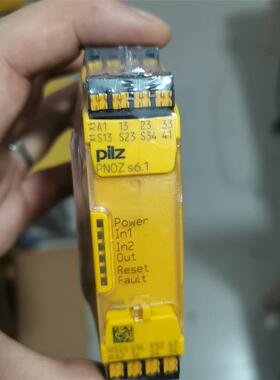 A1 13 23 33
S13 S23 S34 41
pilz
PNOZ s6.1
Power
In1
In2
Out
Reset
Fault